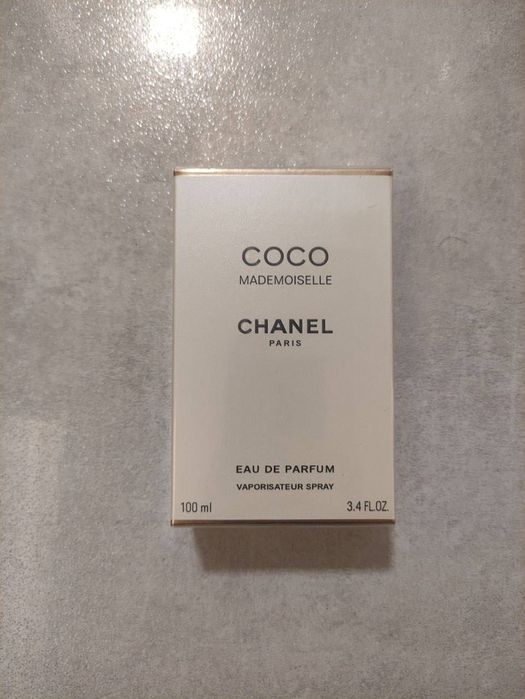 COCO
MADEMOISELLE
CHANEL
PARIS
EAU DE PARFUM
VAPORISATEUR SPRAY
100 ml 3.4 FL.OZ.